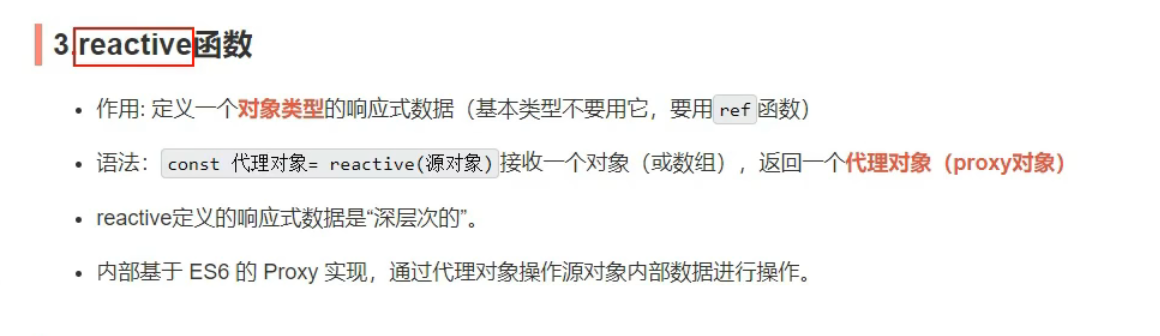 3.reactive函数
作用: 定义一个对象类型的响应式数据（基本类型不要用它，要用ref函数）
语法：const 代理对象= reactive(源对象)接收一个对象（或数组），返回一个代理对象（proxy对象）
reactive定义的响应式数据是“深层次的”。
内部基于 ES6 的 Proxy 实现，通过代理对象操作源对象内部数据进行操作。